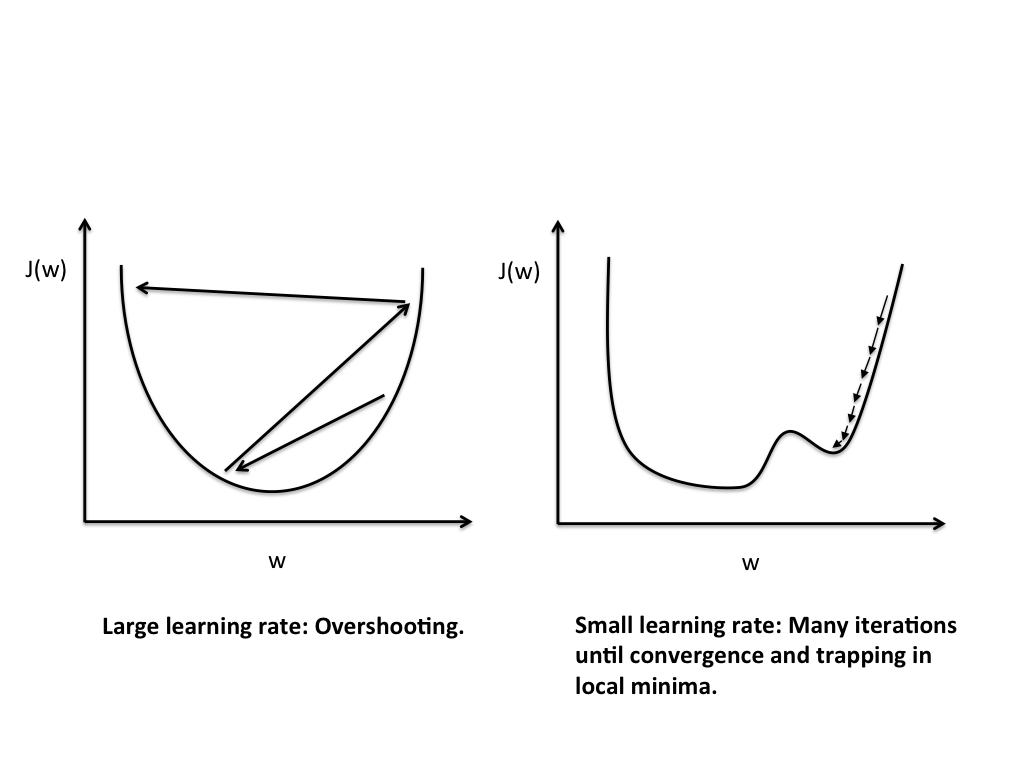 J(w)
w
Large learning rate: Overshooting.
J(w)
w
Small learning rate: Many iterations
until convergence and trapping in
local minima.